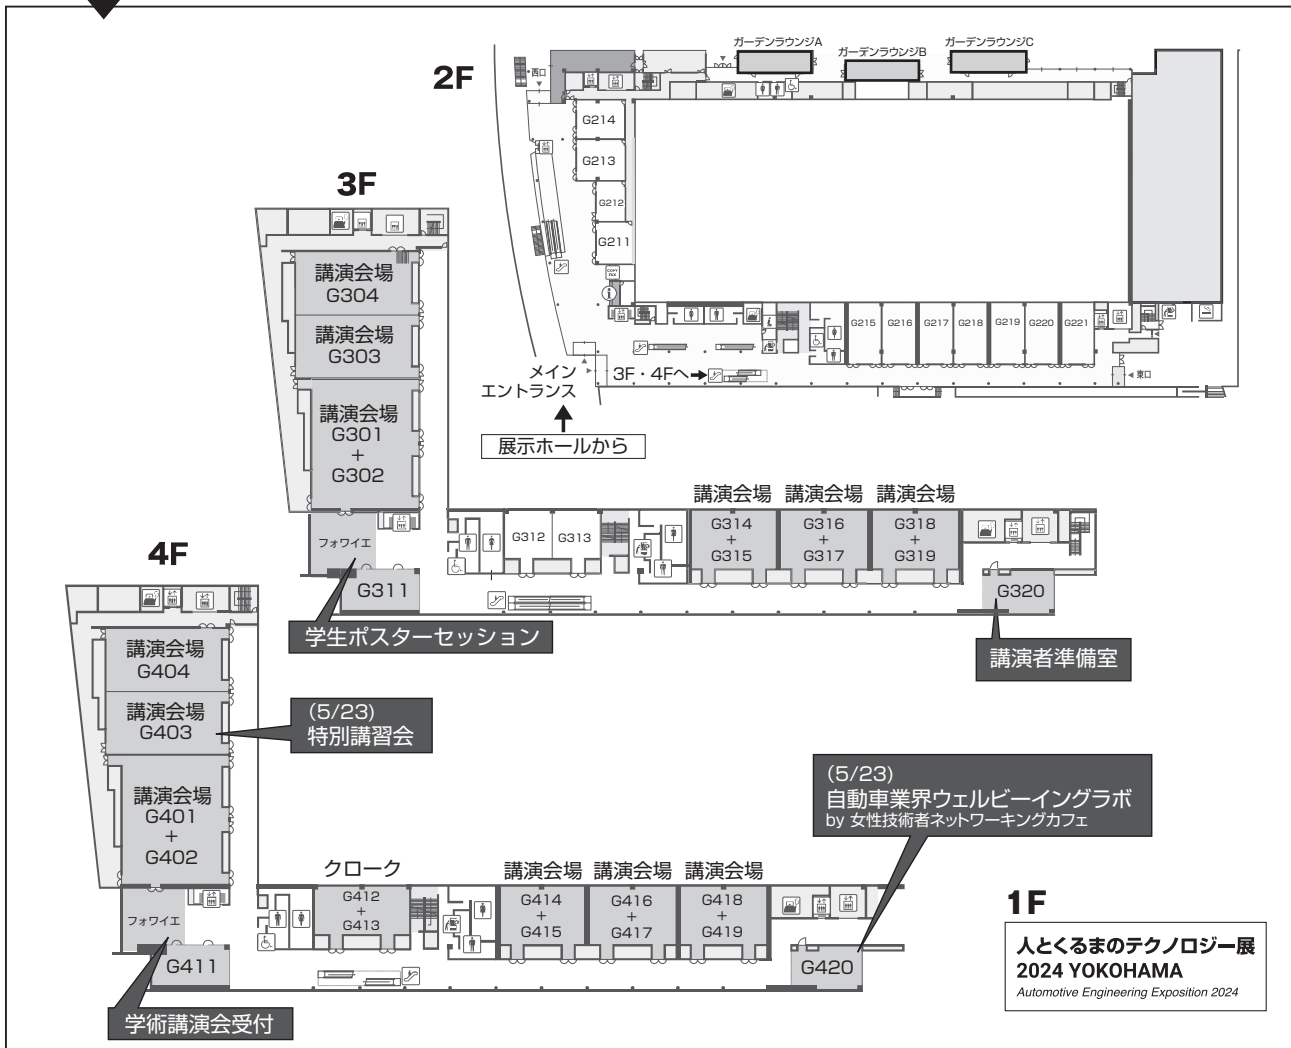 2F
ガーデンラウンジA
ガーデンラウンジB
ガーデンラウンジC
西口
G214
G213
G212
G211
COPY
FAX
G215
G216
G217
G218
G219
G220
G221
メイン
エントランス
3F・4Fへ
東口
展示ホールから
3F
講演会場
G304
講演会場
G303
講演会場
G301
+
G302
フォワイエ
G311
学生ポスターセッション
G312
G313
講演会場
G314
+
G315
講演会場
G316
+
G317
講演会場
G318
+
G319
G320
講演者準備室
4F
講演会場
G404
講演会場
G403
(5/23)
特別講習会
講演会場
G401
+
G402
フォワイエ
G411
学術講演会受付
クローク
G412
+
G413
講演会場
G414
+
G415
講演会場
G416
+
G417
講演会場
G418
+
G419
G420
(5/23)
自動車業界ウェルビーイングラボ
by 女性技術者ネットワーキングカフェ
1F
人とくるまのテクノロジー展
2024 YOKOHAMA
Automotive Engineering Exposition 2024